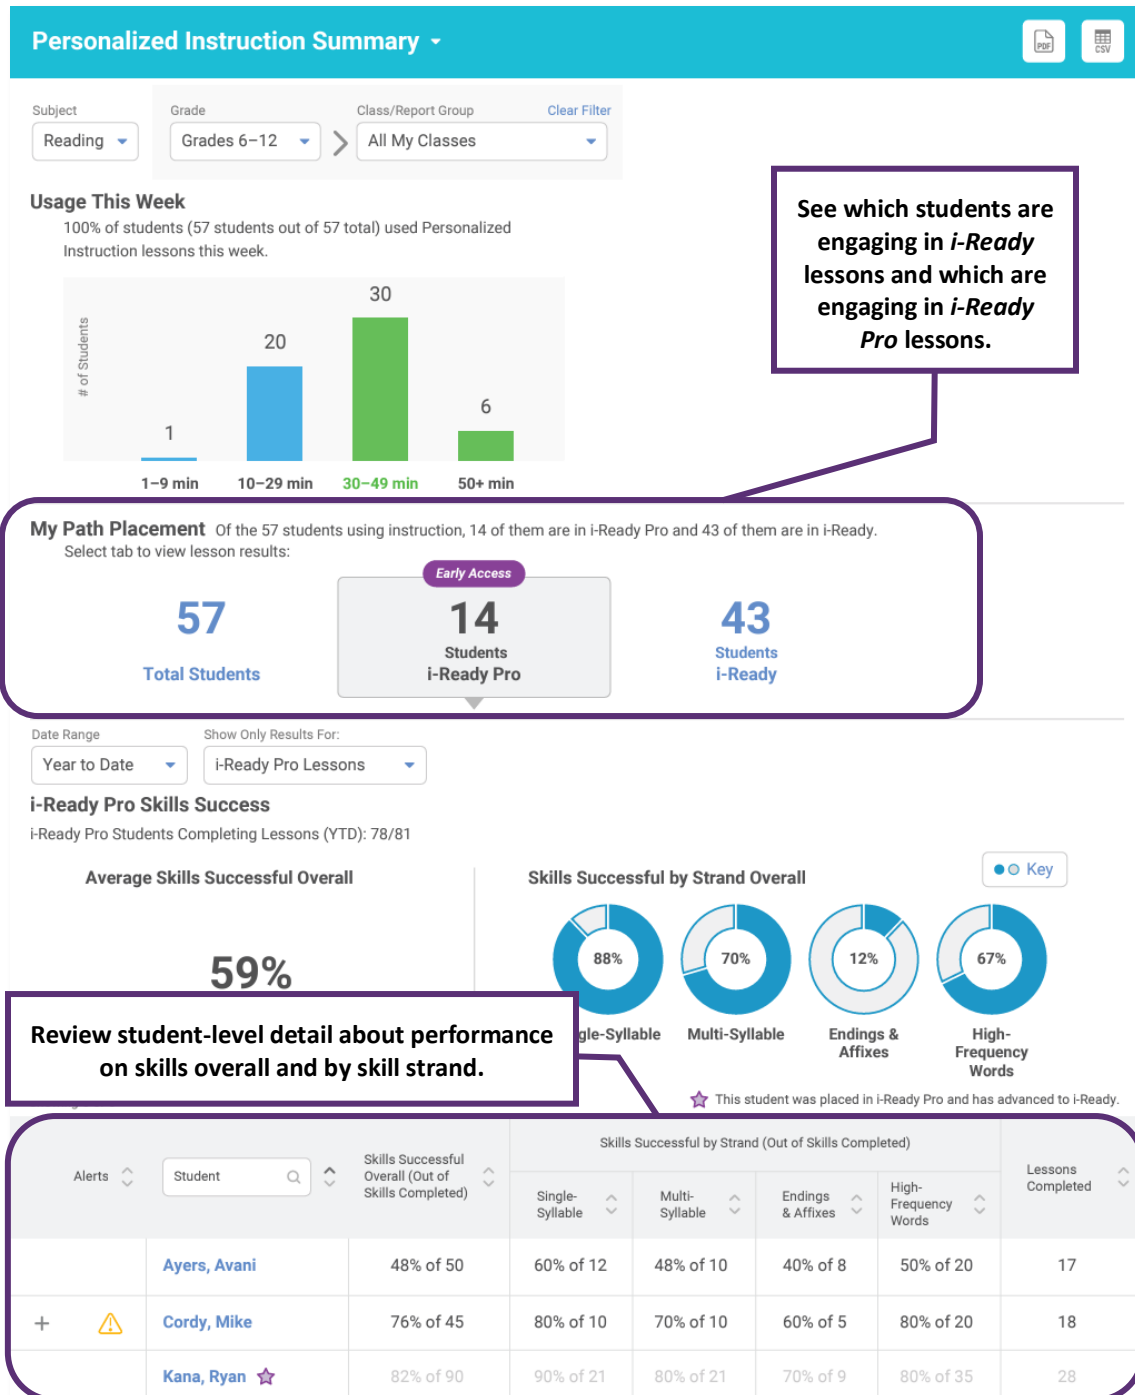 Personalized Instruction Summary
PDF
CSV
Subject
Grade
Class/Report Group
Clear Filter
Reading
Grades 6–12
All My Classes
Usage This Week
100% of students (57 students out of 57 total) used Personalized
Instruction lessons this week.
See which students are
engaging in i-Ready
lessons and which are
engaging in i-Ready
Pro lessons.
# of Students
1
20
30
6
1–9 min
10–29 min
30–49 min
50+ min
My Path Placement Of the 57 students using instruction, 14 of them are in i-Ready Pro and 43 of them are in i-Ready.
Select tab to view lesson results:
57
Total Students
Early Access
14
Students
i-Ready Pro
43
Students
i-Ready
Date Range
Show Only Results For:
Year to Date
i-Ready Pro Lessons
i-Ready Pro Skills Success
i-Ready Pro Students Completing Lessons (YTD): 78/81
Average Skills Successful Overall
59%
Skills Successful by Strand Overall
Key
88%
70%
12%
67%
gle-Syllable
Multi-Syllable
Endings &
Affixes
High-
Frequency
Words
Review student-level detail about performance
on skills overall and by skill strand.
This student was placed in i-Ready Pro and has advanced to i-Ready.
Alerts
Student
Skills Successful
Overall (Out of
Skills Completed)
Skills Successful by Strand (Out of Skills Completed)
Single-
Syllable
Multi-
Syllable
Endings
& Affixes
High-
Frequency
Words
Lessons
Completed
Ayers, Avani 48% of 50 60% of 12 48% of 10 40% of 8 50% of 20 17
+ Cordy, Mike 76% of 45 80% of 10 70% of 10 60% of 5 80% of 20 18
Kana, Ryan 82% of 90 90% of 21 80% of 21 70% of 9 80% of 35 28